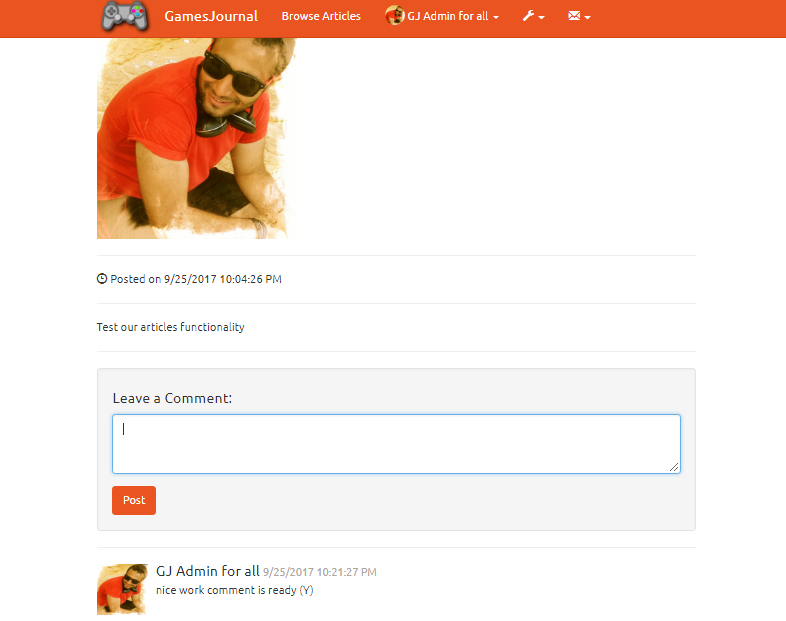 GamesJournal Browse Articles GJ Admin for all
Posted on 9/25/2017 10:04:26 PM
Test our articles functionality
Leave a Comment:
Post
GJ Admin for all 9/25/2017 10:21:27 PM
nice work comment is ready (Y)